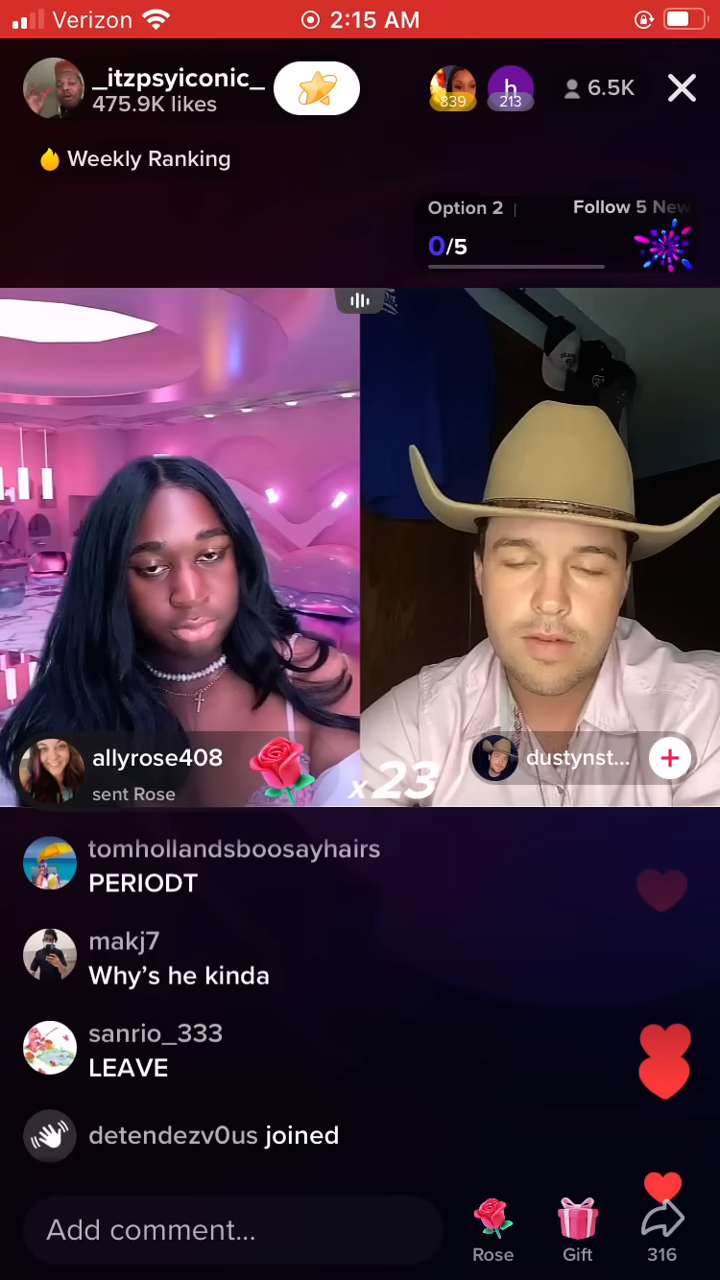 Verizon 2:15 AM
_itzpsyiconic_
475.9K likes
839
h
213
6.5K
Weekly Ranking
Option 2 | Follow 5 New
0/5
allyrose408
sent Rose
x23
dustynst...
tomhollandsboosayhairs
PERIODT
makj7
Why's he kinda
sanrio_333
LEAVE
detendezv0us joined
Add comment...
Rose
Gift
316